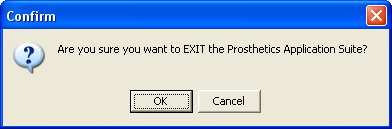 Confirm
Are you sure you want to EXIT the Prosthetics Application Suite?
OK
Cancel